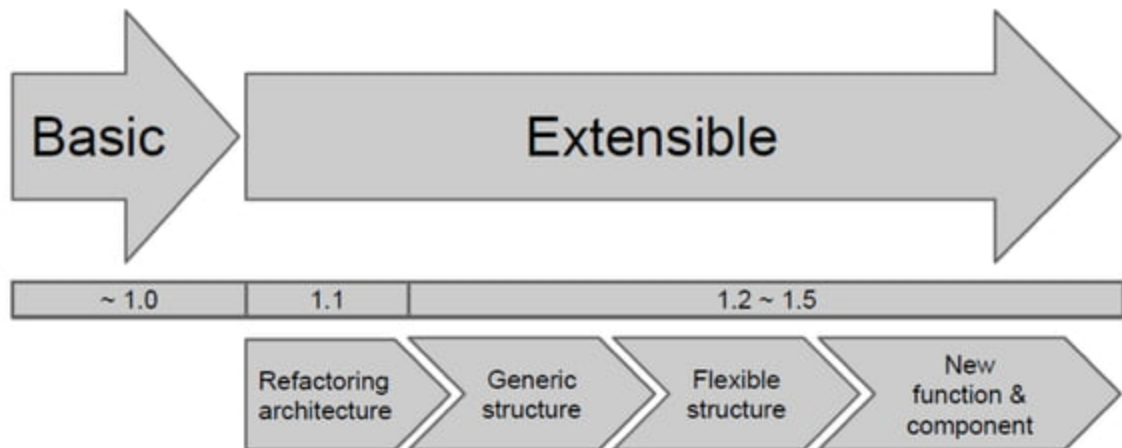 Basic
Extensible
~ 1.0
1.1
1.2 ~ 1.5
Refactoring
architecture
Generic
structure
Flexible
structure
New
function &
component